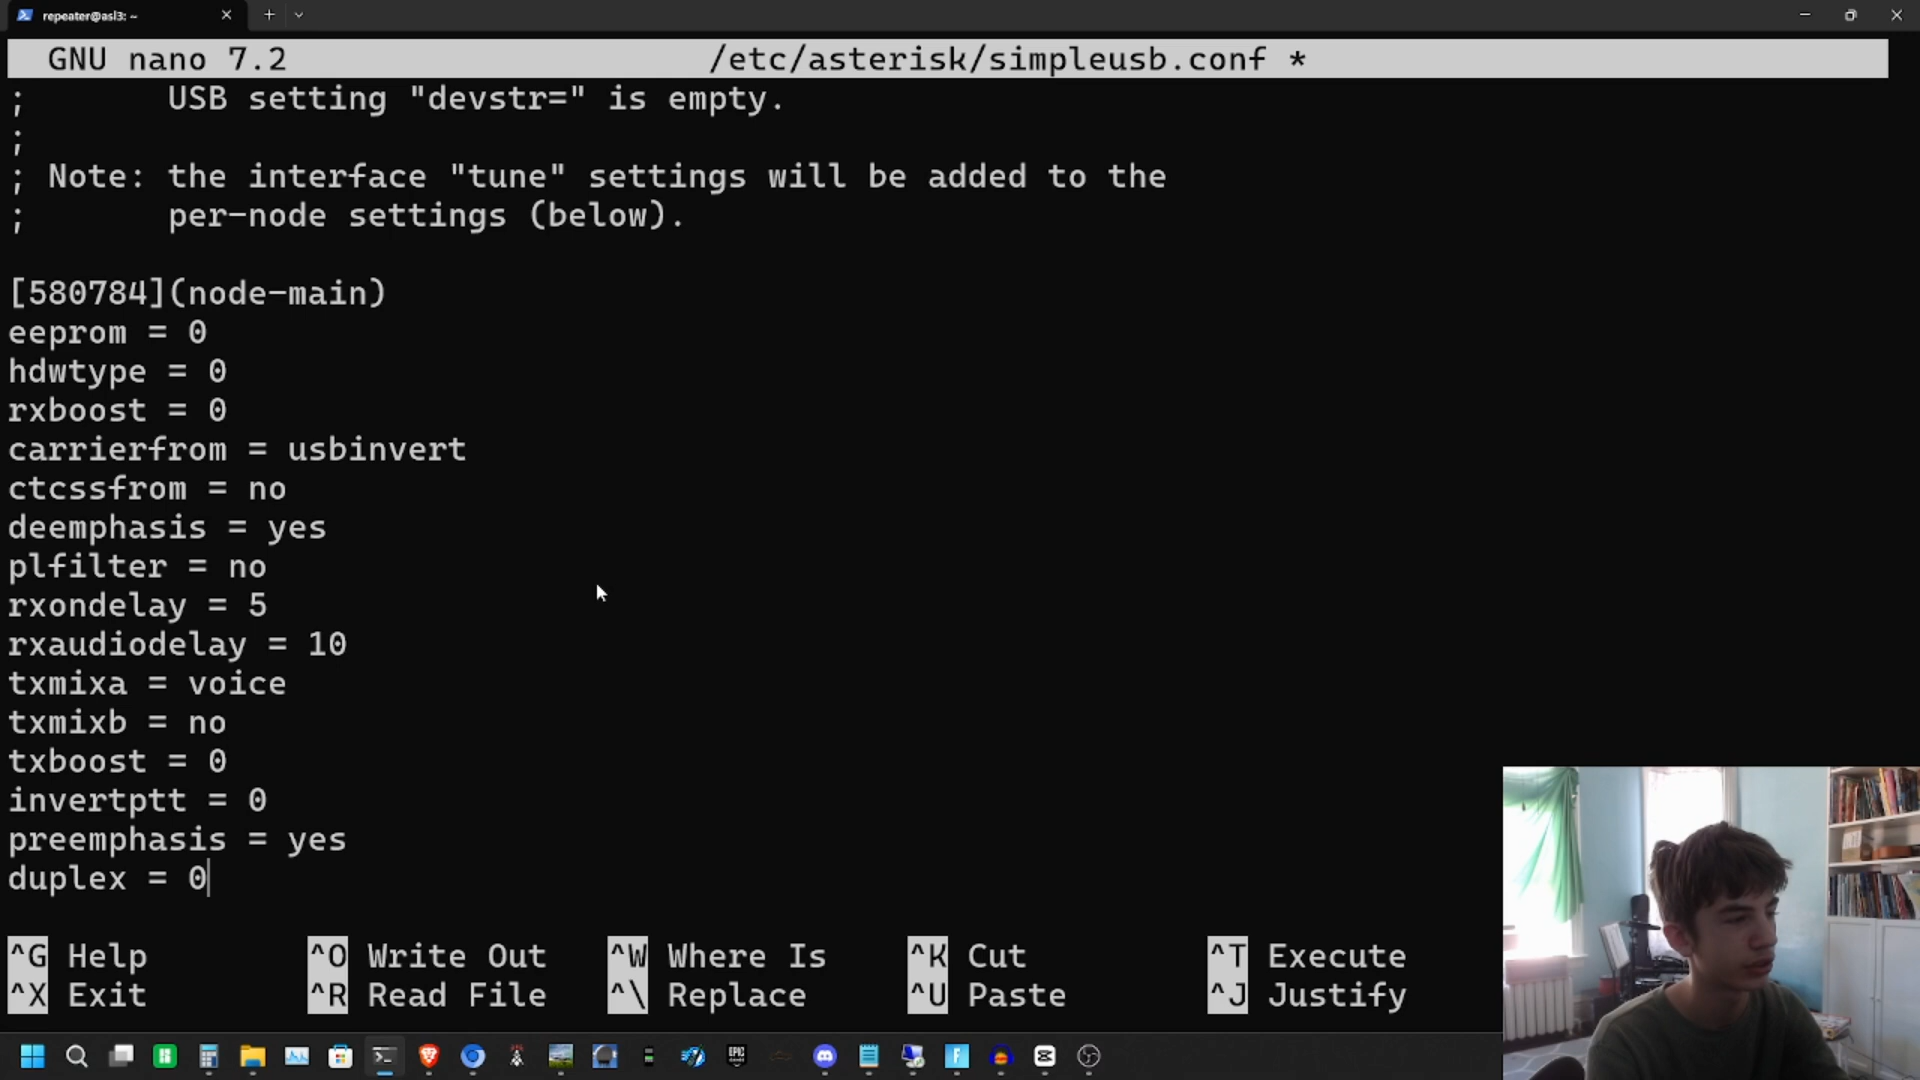 repeater@asl3: ~
GNU nano 7.2 /etc/asterisk/simpleusb.conf *
; USB setting "devstr=" is empty.
;
; Note: the interface "tune" settings will be added to the
; per-node settings (below).
[580784](node-main)
eeprom = 0
hdwtype = 0
rxboost = 0
carrierfrom = usbinvert
ctcssfrom = no
deemphasis = yes
plfilter = no
rxondelay = 5
rxaudiodelay = 10
txmixa = voice
txmixb = no
txboost = 0
invertptt = 0
preemphasis = yes
duplex = 0
^G Help ^O Write Out ^W Where Is ^K Cut ^T Execute
^X Exit ^R Read File ^\ Replace ^U Paste ^J Justify
EPIC